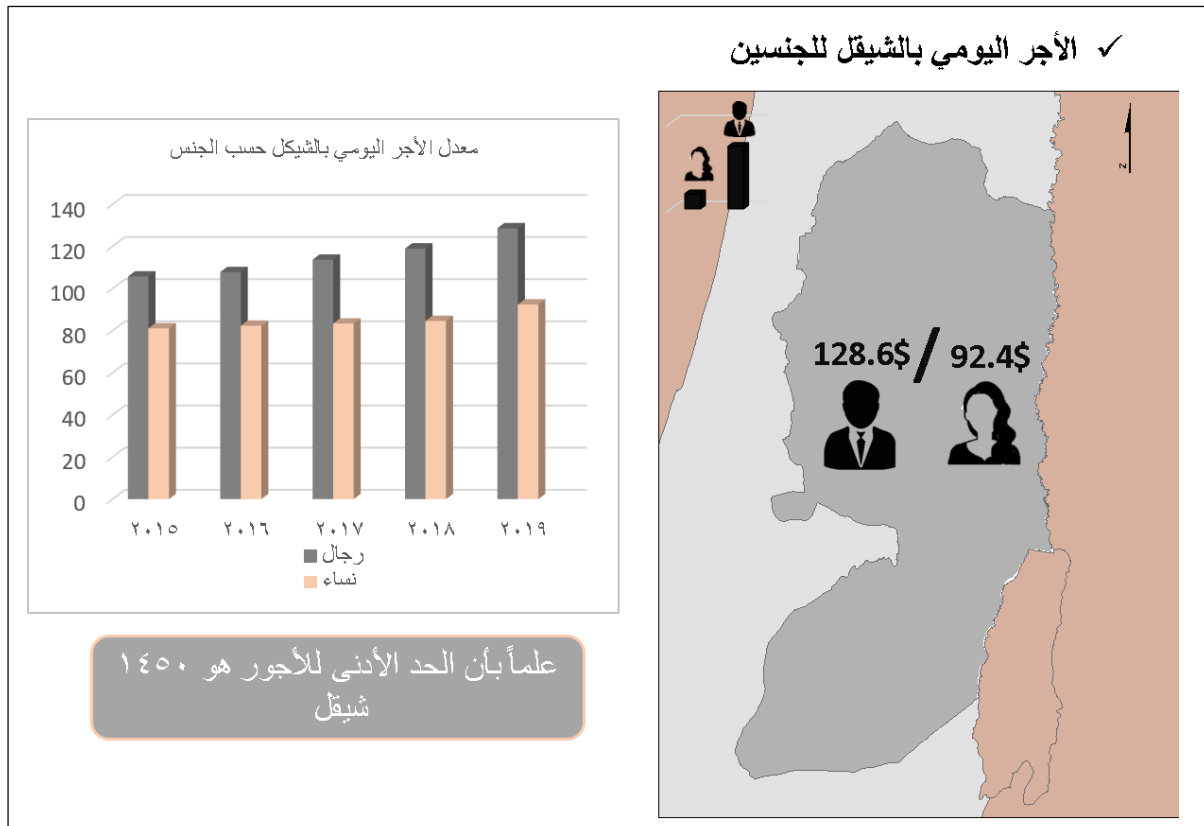 ✓ الأجر اليومي بالشيقل للجنسين
معدل الأجر اليومي بالشيكل حسب الجنس
140
120
100
80
60
40
20
0
٢٠١٥ ٢٠١٦ ٢٠١٧ ٢٠١٨ ٢٠١٩
رجال
نساء
علماً بأن الحد الأدنى للأجور هو ١٤٥٠
شيقل
128.6$ / 92.4$
z